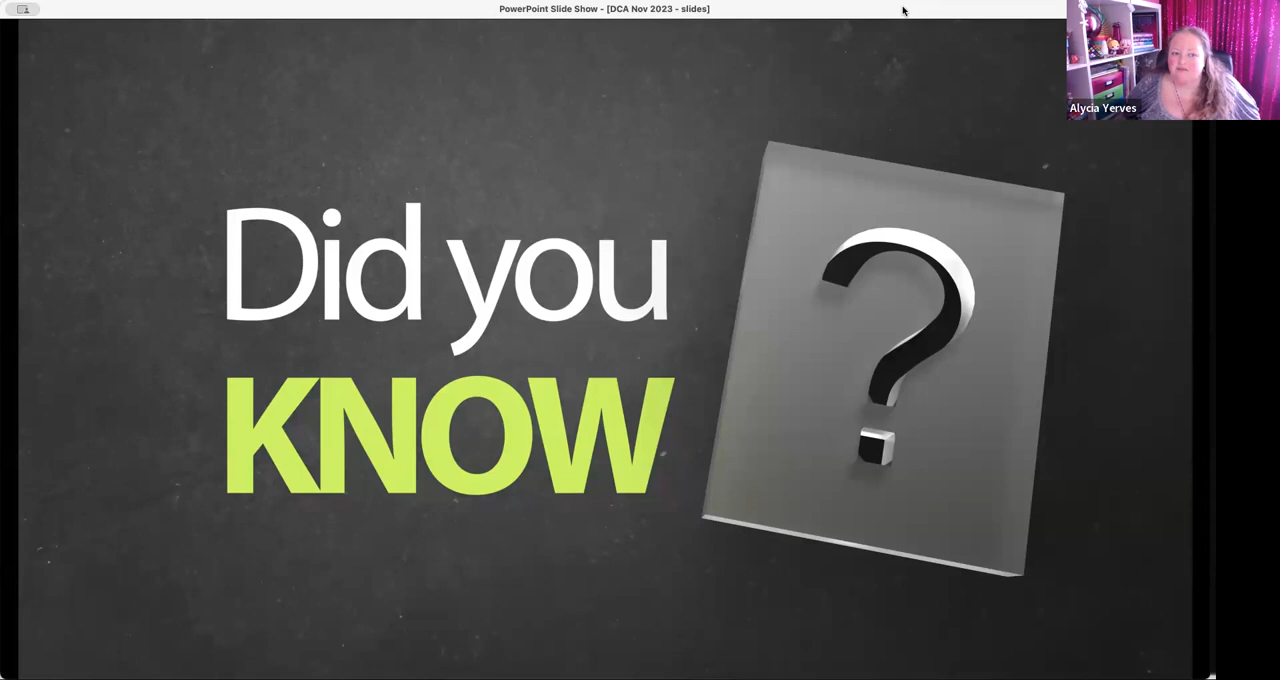 PowerPoint Slide Show - [DCA Nov 2023 - slides]
Alycia Yerves
Did you
KNOW
?